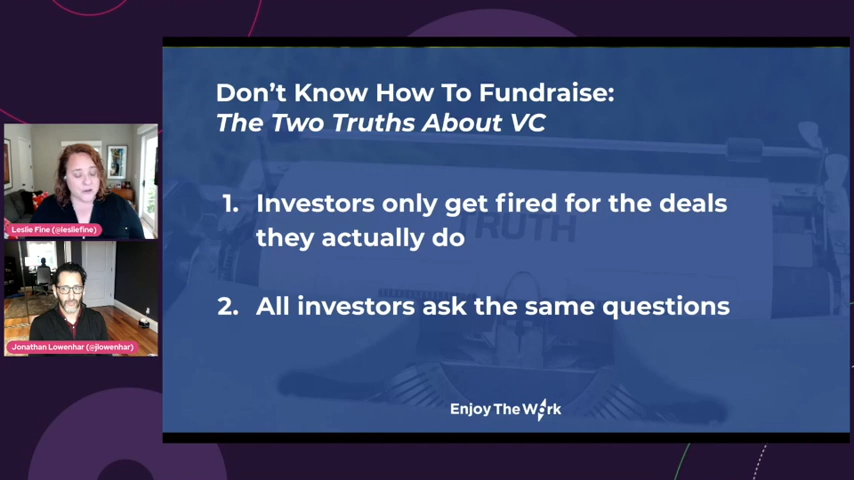 Don't Know How To Fundraise:
The Two Truths About VC
1. Investors only get fired for the deals
they actually do
TRUTH
2. All investors ask the same questions
Enjoy The Work
Leslie Fine (@lesliefine)
Jonathan Lowenhar (@jlowenhar)